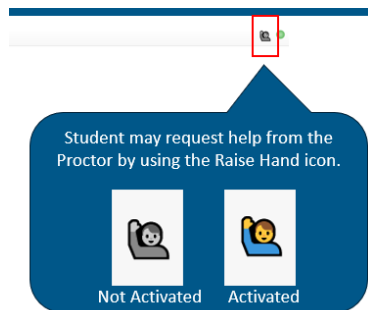 Student may request help from the
Proctor by using the Raise Hand icon.
Not Activated Activated